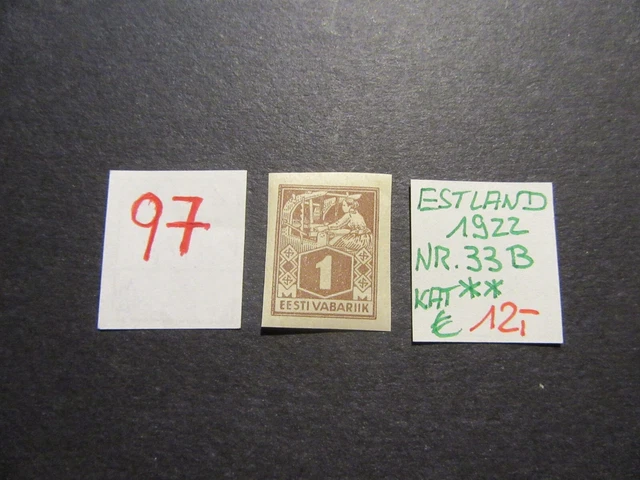 97
1
EESTI VABARIIK
ESTLAND
1922
NR. 33 B
KAT **
€ 12,-